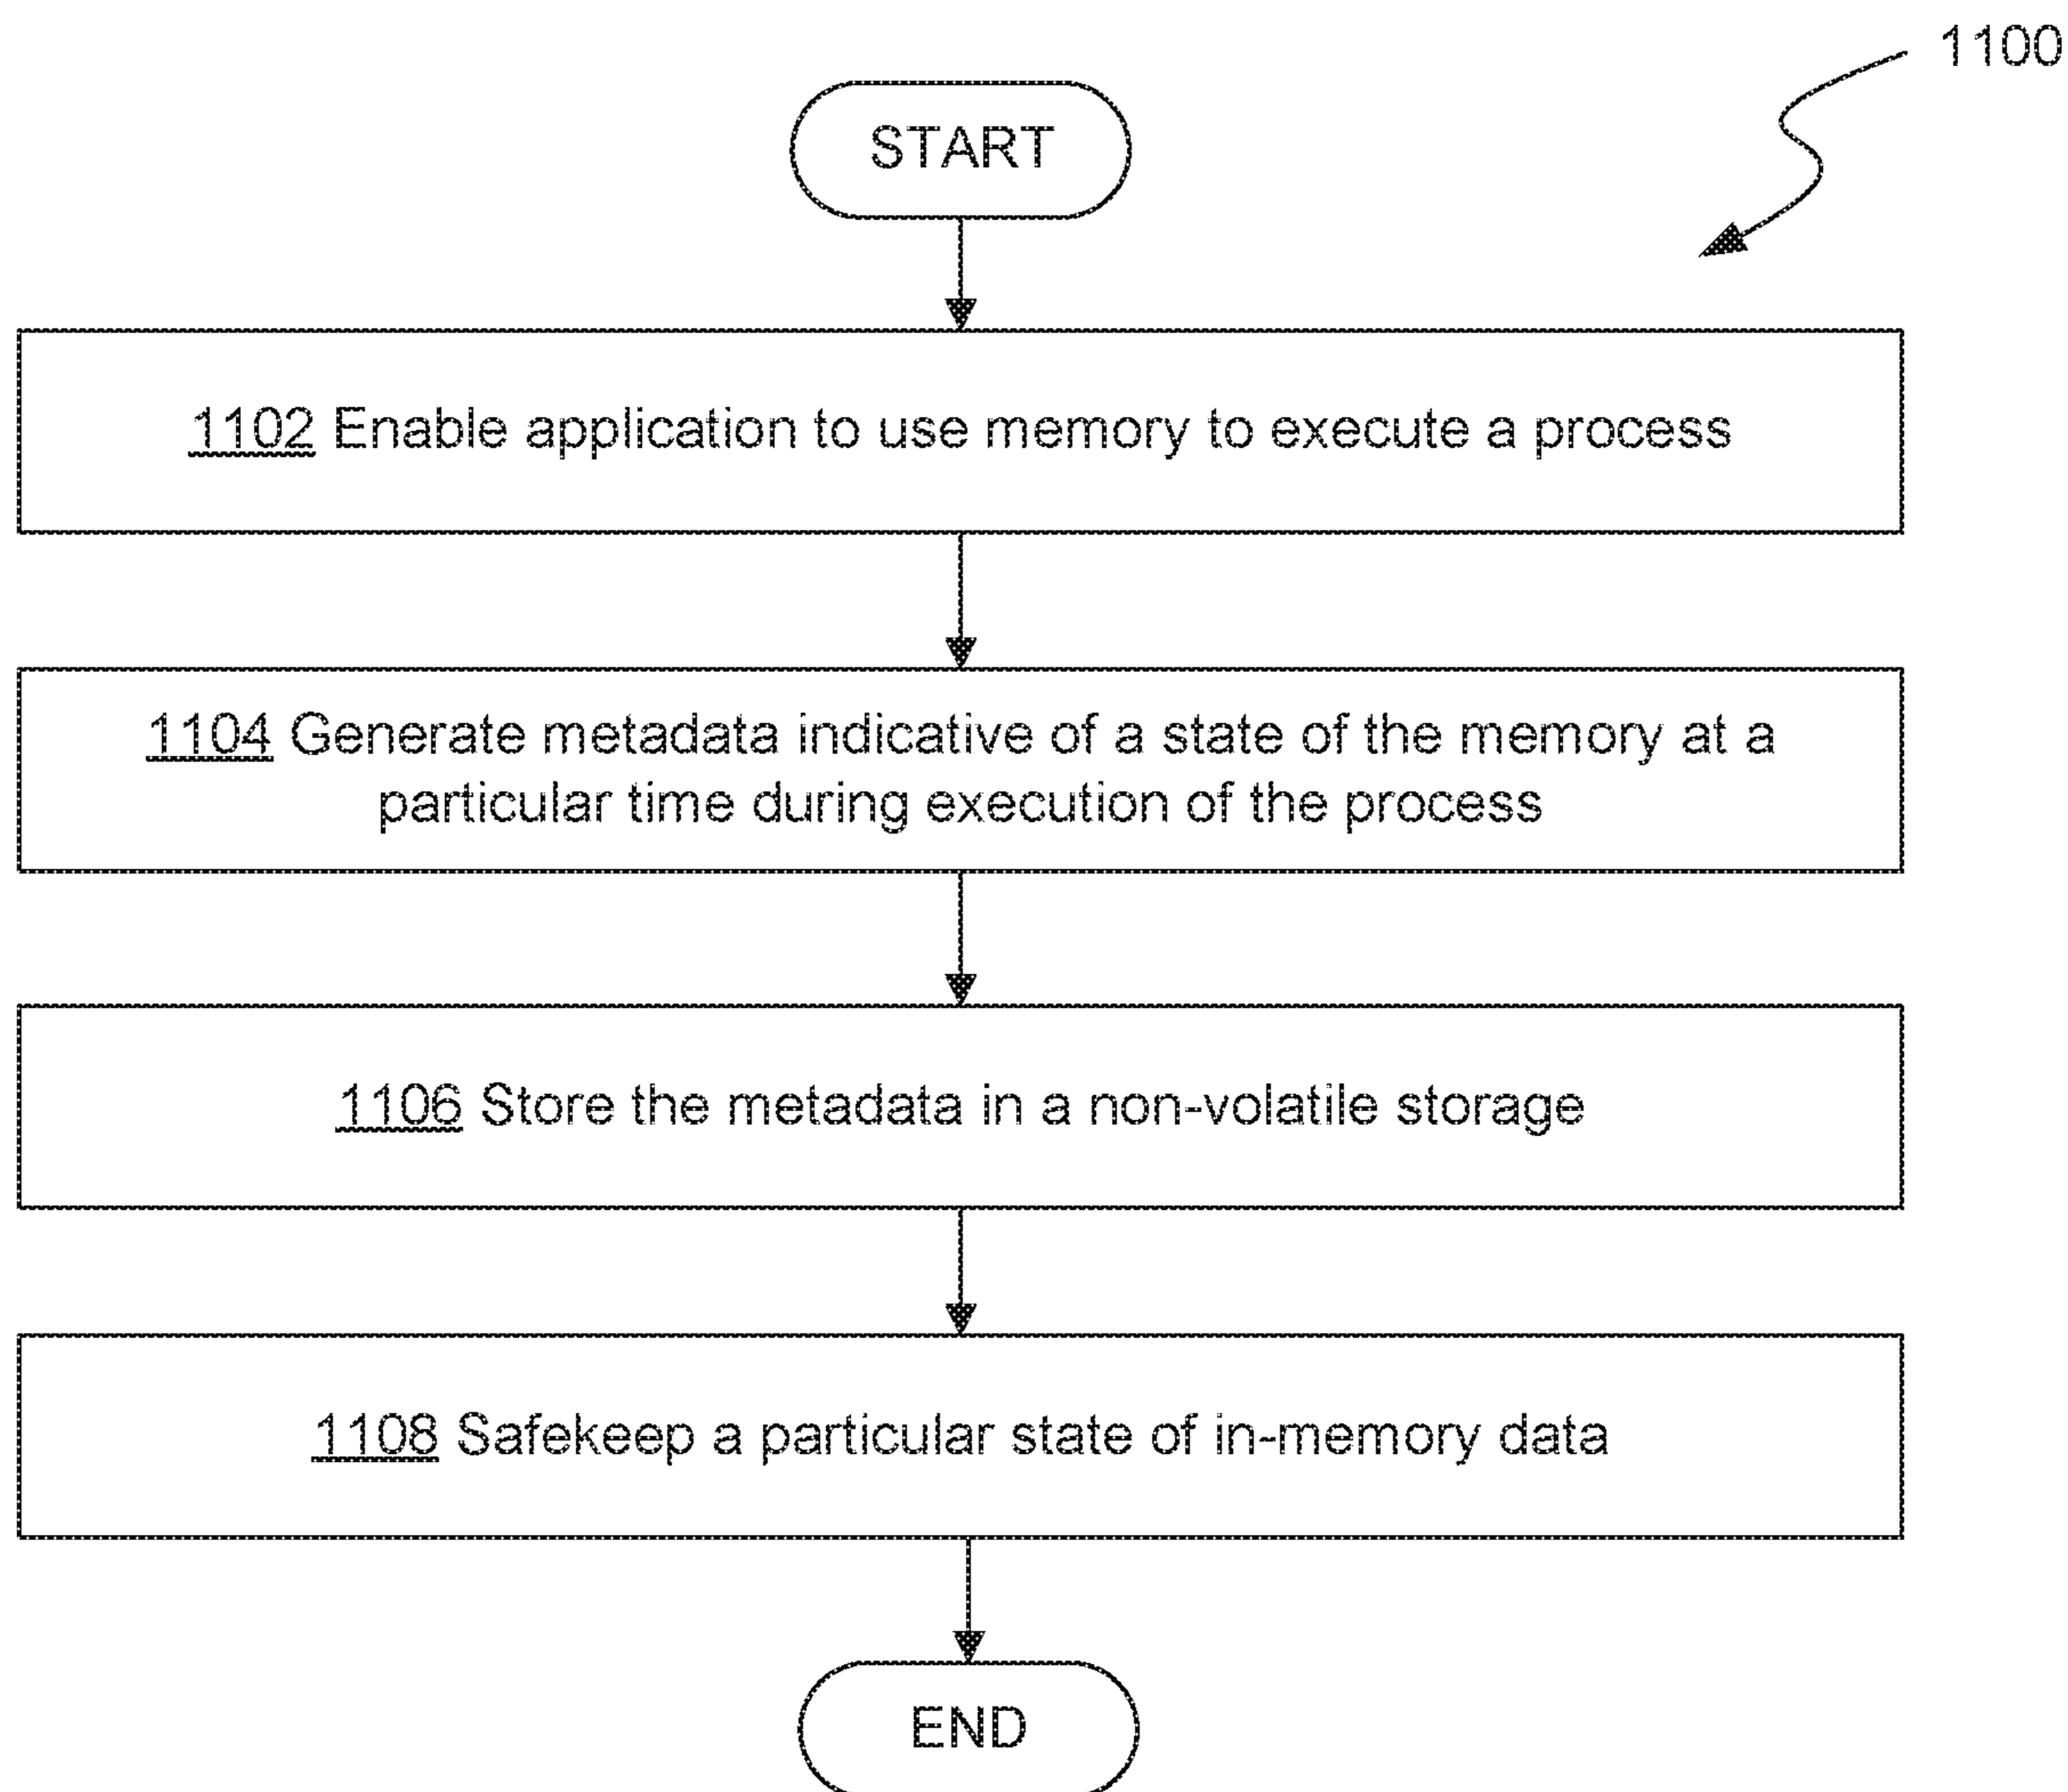 1100
START
1102 Enable application to use memory to execute a process
1104 Generate metadata indicative of a state of the memory at a
particular time during execution of the process
1106 Store the metadata in a non-volatile storage
1108 Safekeep a particular state of in-memory data
END